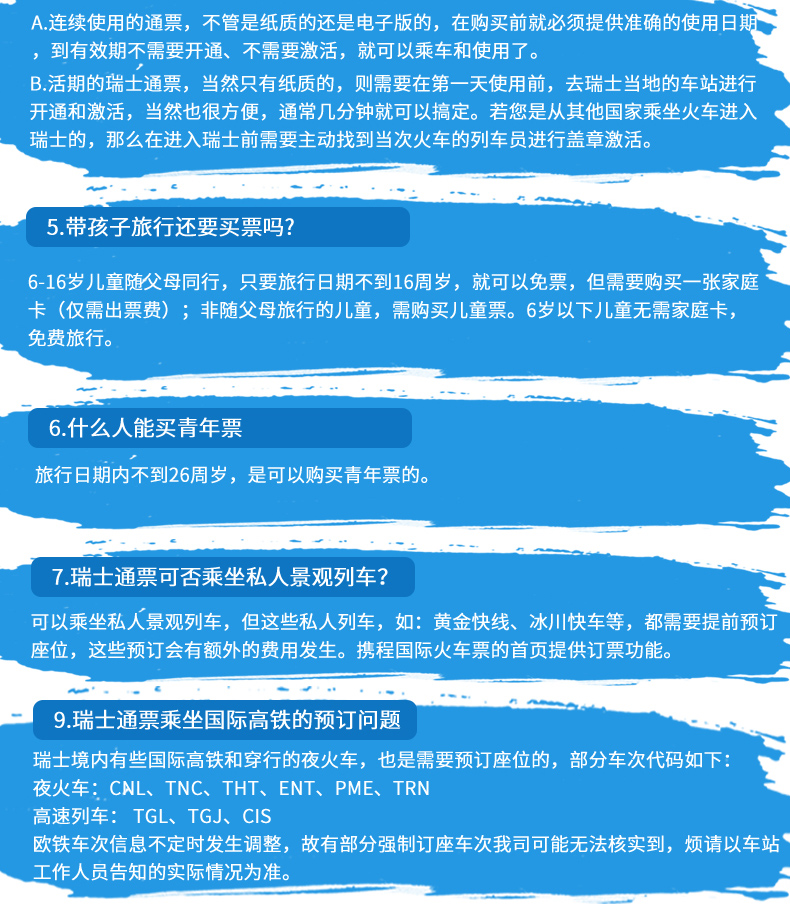 A.连续使用的通票，不管是纸质的还是电子版的，在购买前就必须提供准确的使用日期
，到有效期不需要开通、不需要激活，就可以乘车和使用了。
B.活期的瑞士通票，当然只有纸质的，则需要在第一天使用前，去瑞士当地的车站进行
开通和激活，当然也很方便，通常几分钟就可以搞定。若您是从其他国家乘坐火车进入
瑞士的，那么在进入瑞士前需要主动找到当次火车的列车员进行盖章激活。
5.带孩子旅行还要买票吗？
6-16岁儿童随父母同行，只要旅行日期不到16周岁，就可以免票，但需要购买一张家庭
卡（仅需出票费）；非随父母旅行的儿童，需购买儿童票。6岁以下儿童无需家庭卡，
免费旅行。
6.什么人能买青年票
旅行日期内不到26周岁，是可以购买青年票的。
7.瑞士通票可否乘坐私人景观列车？
可以乘坐私人景观列车，但这些私人列车，如：黄金快线、冰川快车等，都需要提前预订
座位，这些预订会有额外的费用发生。携程国际火车票的首页提供订票功能。
9.瑞士通票乘坐国际高铁的预订问题
瑞士境内有些国际高铁和穿行的夜火车，也是需要预订座位的，部分车次代码如下：
夜火车：CNL、TNC、THT、ENT、PME、TRN
高速列车： TGL、TGJ、CIS
欧铁车次信息不定时发生调整，故有部分强制订座车次我司可能无法核实到，烦请以车站
工作人员告知的实际情况为准。